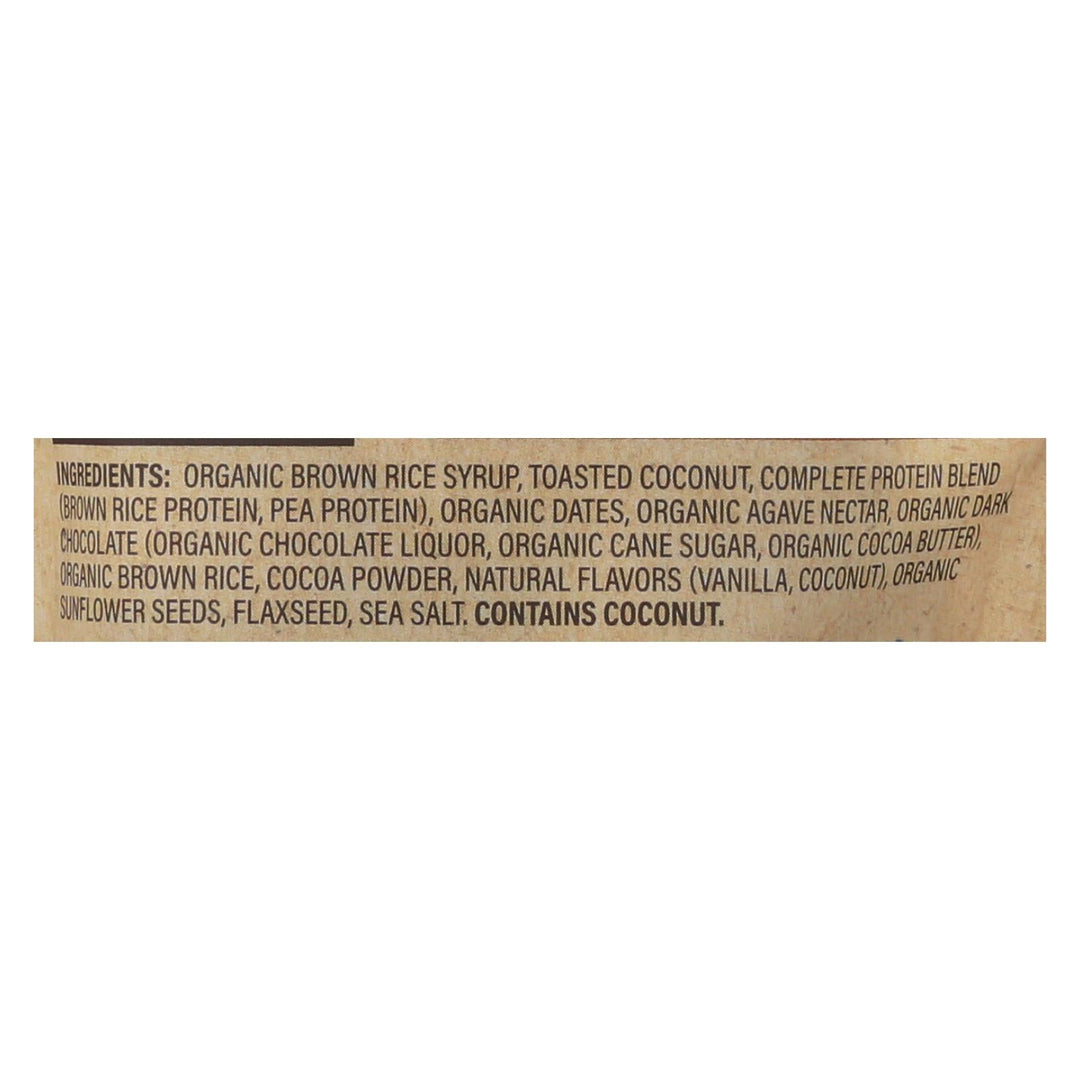 INGREDIENTS: ORGANIC BROWN RICE SYRUP, TOASTED COCONUT, COMPLETE PROTEIN BLEND
(BROWN RICE PROTEIN, PEA PROTEIN), ORGANIC DATES, ORGANIC AGAVE NECTAR, ORGANIC DARK
CHOCOLATE (ORGANIC CHOCOLATE LIQUOR, ORGANIC CANE SUGAR, ORGANIC COCOA BUTTER),
ORGANIC BROWN RICE, COCOA POWDER, NATURAL FLAVORS (VANILLA, COCONUT), ORGANIC
SUNFLOWER SEEDS, FLAXSEED, SEA SALT. CONTAINS COCONUT.